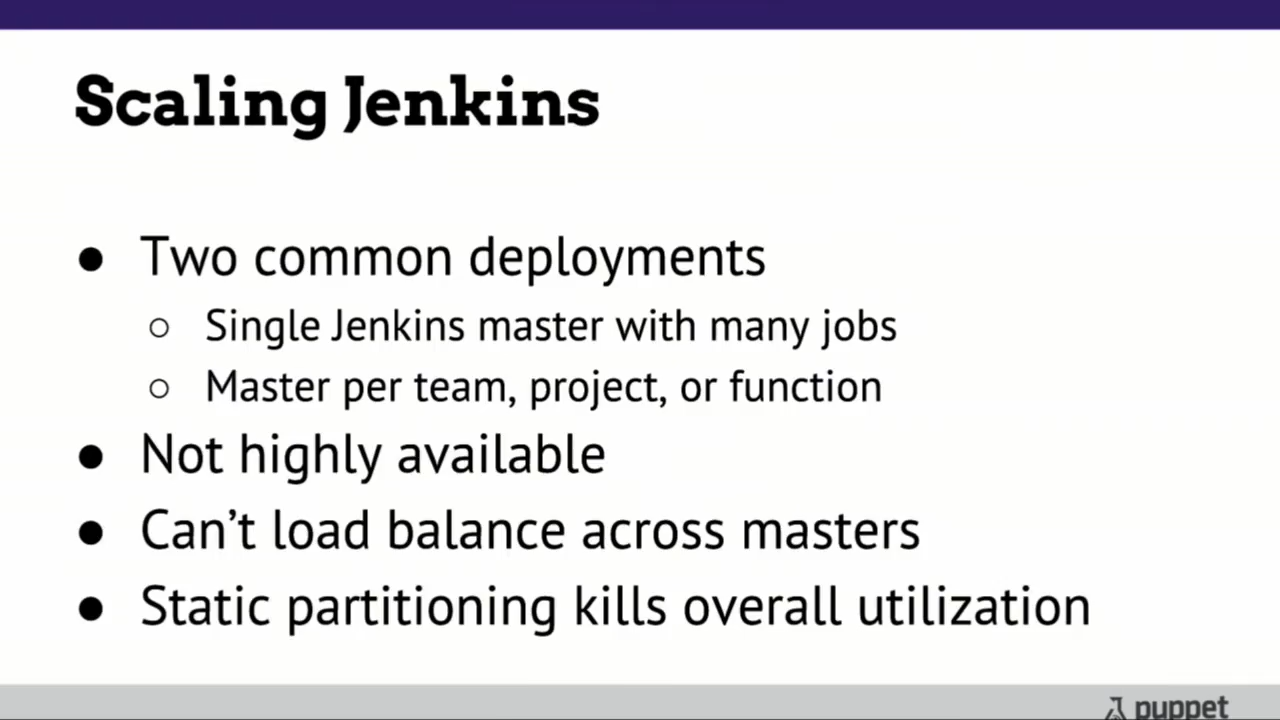 Scaling Jenkins
● Two common deployments
○ Single Jenkins master with many jobs
○ Master per team, project, or function
● Not highly available
● Can’t load balance across masters
● Static partitioning kills overall utilization
puppet